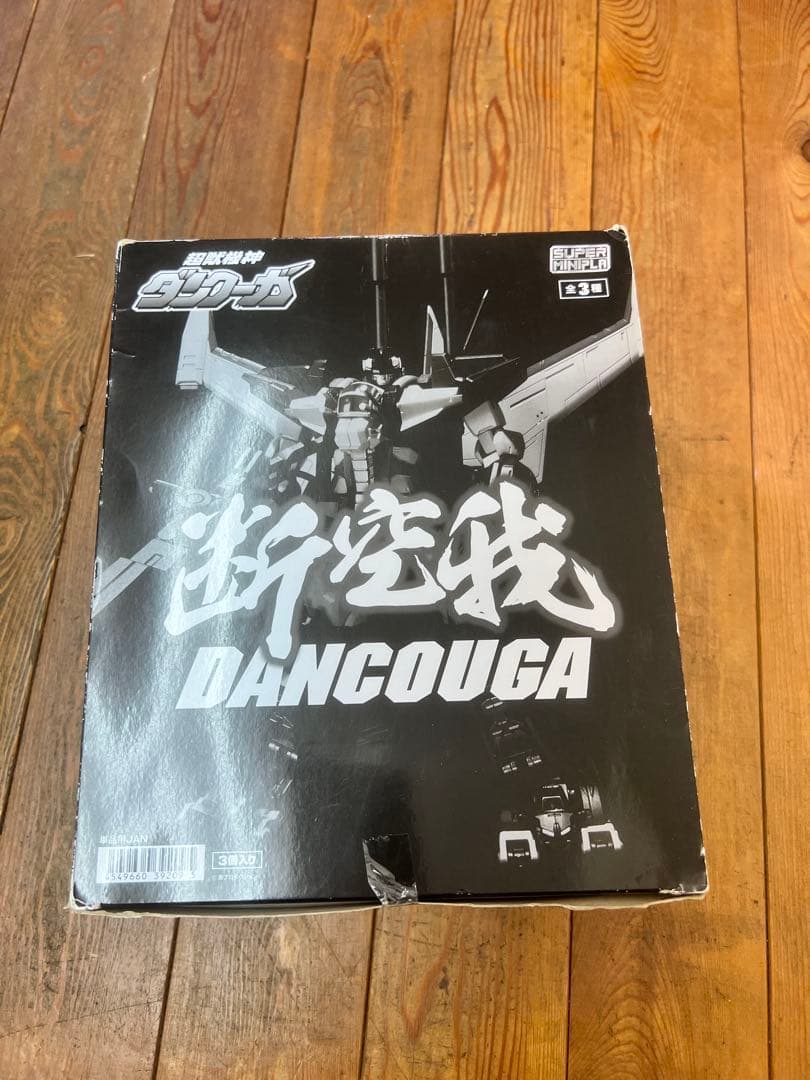 超獣機神
ダンクーガ
SUPER
MINIPLA
全3種
断空我
DANCOUGA
単品用JAN
3個入り